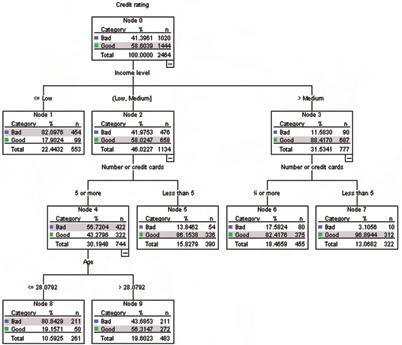 Credit rating
Node 0
Category % n
Bad 41.3961 1020
Good 58.6039 1444
Total 100.0000 2464
Income level
<= Low
(Low, Medium]
> Medium
Node 1
Category % n
Bad 82.0976 454
Good 17.9024 99
Total 22.4432 553
Node 2
Category % n
Bad 41.9753 476
Good 58.0247 658
Total 46.0227 1134
Node 3
Category % n
Bad 11.5830 90
Good 88.4170 687
Total 31.5341 777
Number or credit cards
Number or credit cards
5 or more
Less than 5
5 or more
Less than 5
Node 4
Category % n
Bad 56.7204 422
Good 43.2796 322
Total 30.1948 744
Node 5
Category % n
Bad 13.8462 54
Good 86.1538 336
Total 15.8279 390
Node 6
Category % n
Bad 17.5824 80
Good 82.4176 375
Total 18.4659 455
Node 7
Category % n
Bad 3.1056 10
Good 96.8944 312
Total 13.0682 322
Age
<= 28.0792
> 28.0792
Node 8
Category % n
Bad 80.8429 211
Good 19.1571 50
Total 10.5925 261
Node 9
Category % n
Bad 43.6853 211
Good 56.3147 272
Total 19.6023 483